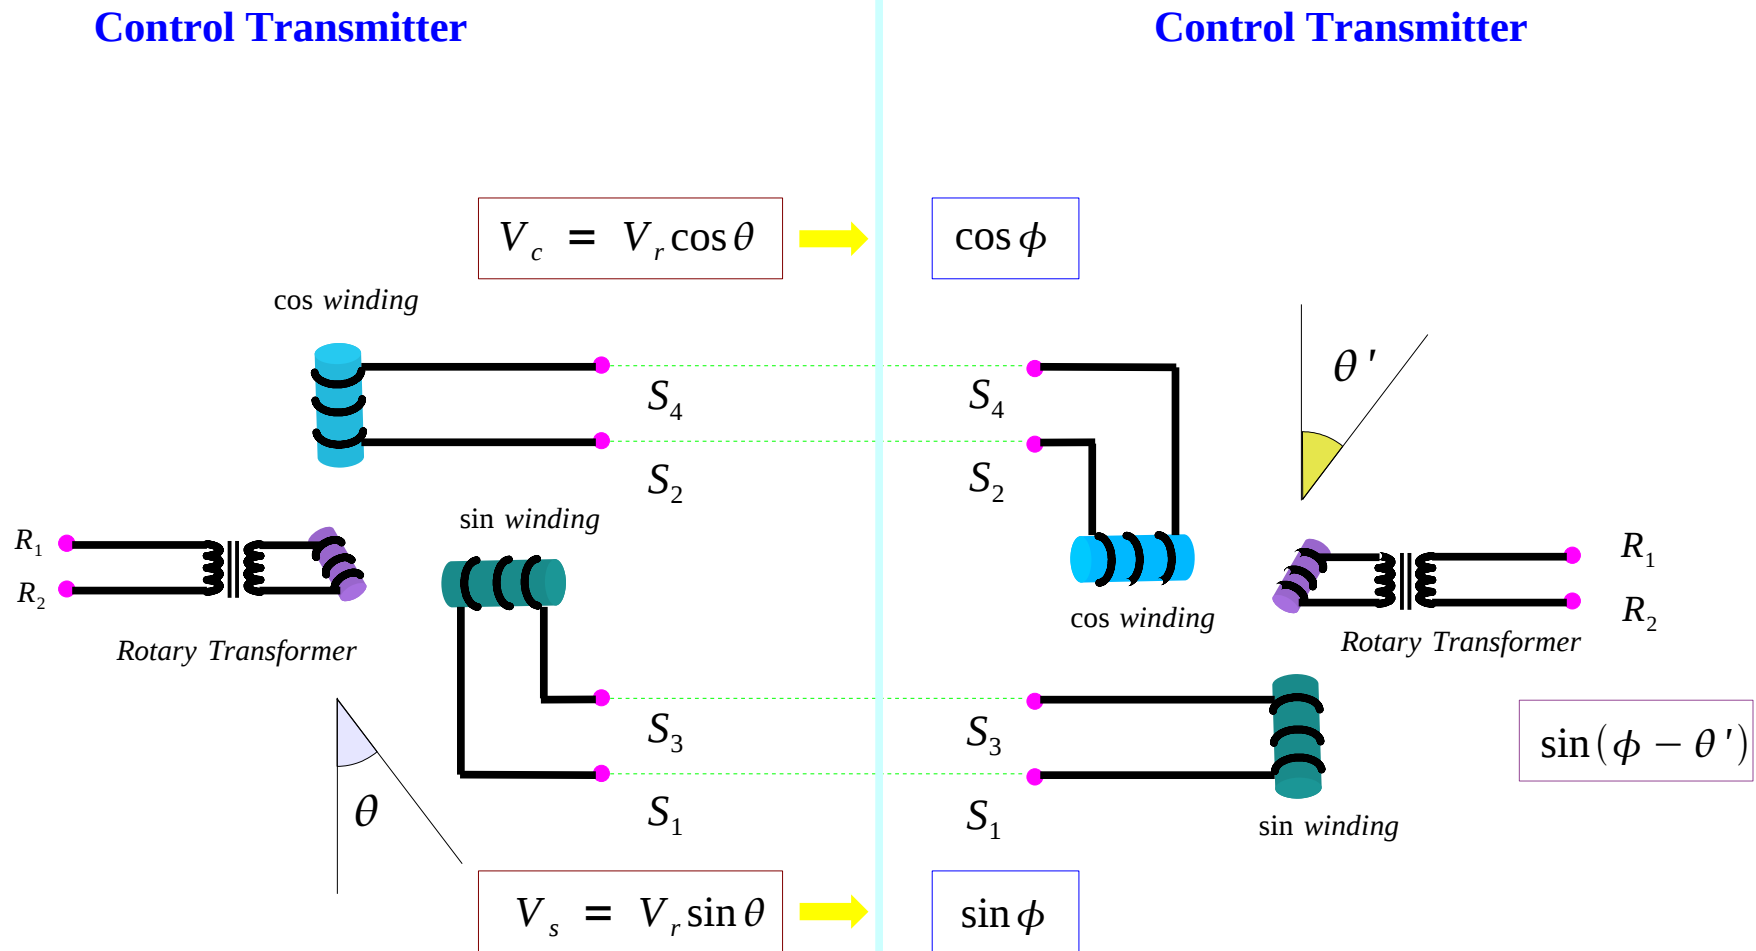 Control Transmitter
Control Transmitter
V_c = V_r cos θ
cos ϕ
cos winding
θ '
S_4
S_4
S_2
S_2
sin winding
R_1
R_2
R_1
R_2
cos winding
Rotary Transformer
Rotary Transformer
S_3
S_3
sin(ϕ − θ ')
θ
S_1
S_1
sin winding
V_s = V_r sin θ
sin ϕ